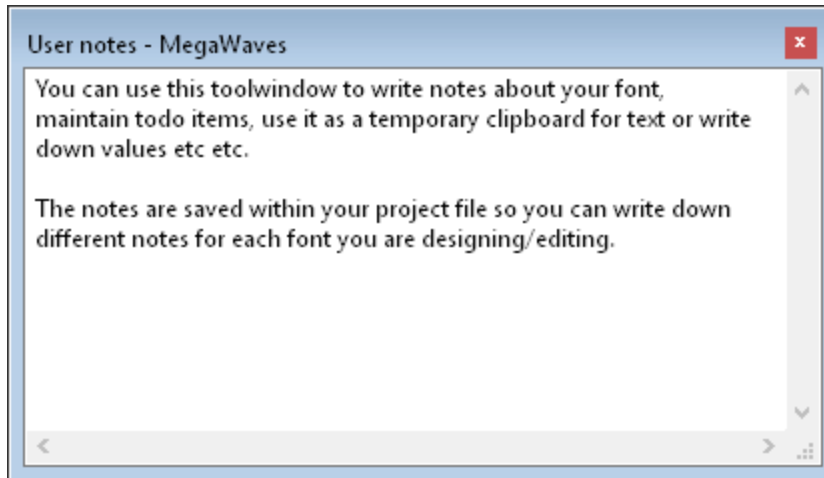 User notes - MegaWaves
You can use this toolwindow to write notes about your font,
maintain todo items, use it as a temporary clipboard for text or write
down values etc etc.
The notes are saved within your project file so you can write down
different notes for each font you are designing/editing.